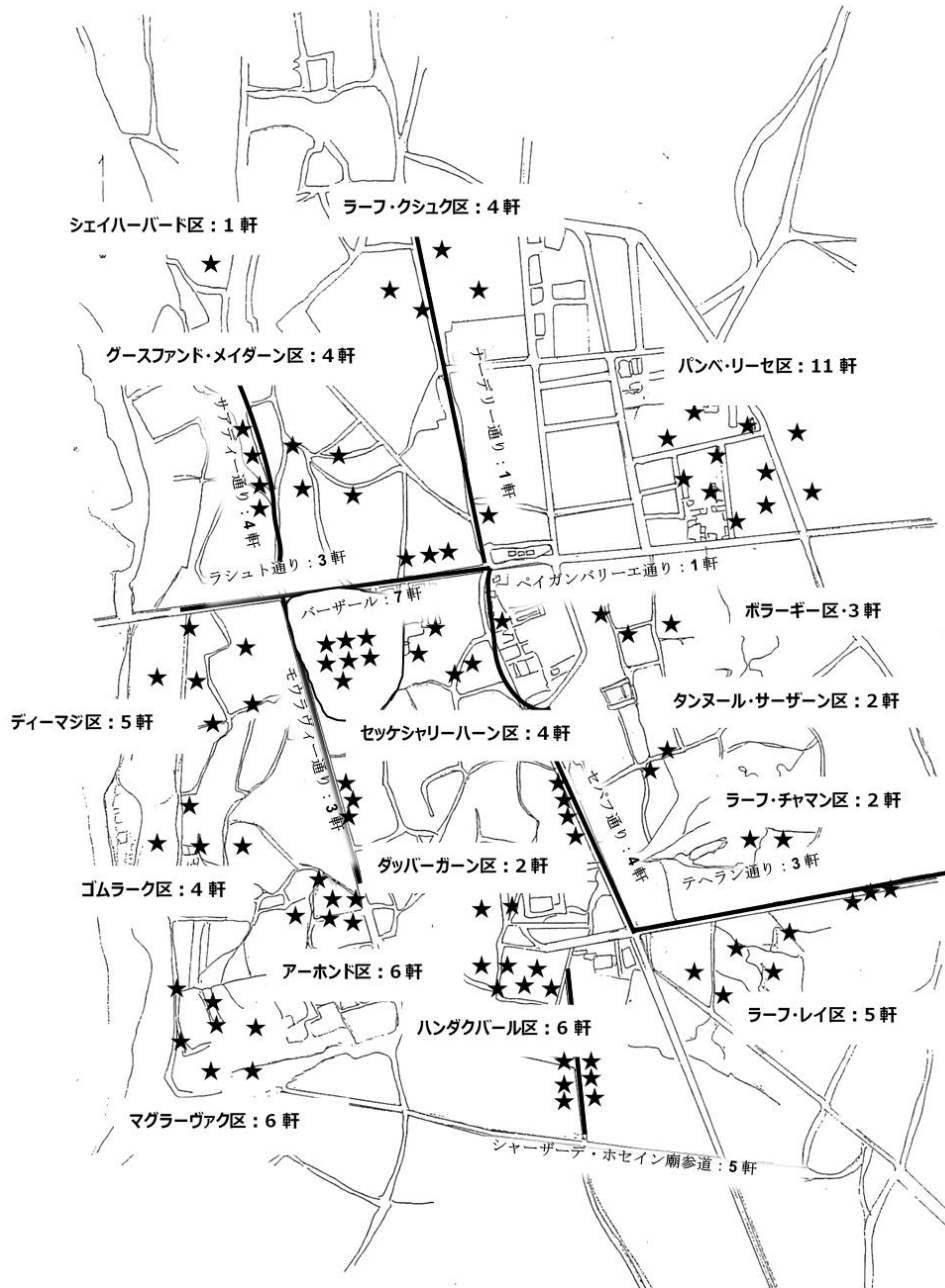 ラーフ・クシュク区：4 軒
シェイハーバード区：1 軒
グースファンド・メイダーン区：4 軒
パンベ・リーセ区：11 軒
ナーデリー通り：1 軒
サアディー通り：4 軒
ラシュト通り：3 軒
ペイガンバリーエ通り：1 軒
バーザール：7 軒
ボラーギー区・3 軒
タンヌール・サーザーン区：2 軒
ディーマジ区：5 軒
セッケシャリーハーン区：4 軒
モウラヴィー通り：3 軒
セパフ通り：4 軒
ラーフ・チャマン区：2 軒
ダッバーガーン区：2 軒
テヘラン通り：3 軒
ゴムラーク区：4 軒
アーホンド区：6 軒
ラーフ・レイ区：5 軒
ハンダクバール区：6 軒
マグラーヴァク区：6 軒
シャーザーデ・ホセイン廟参道：5 軒